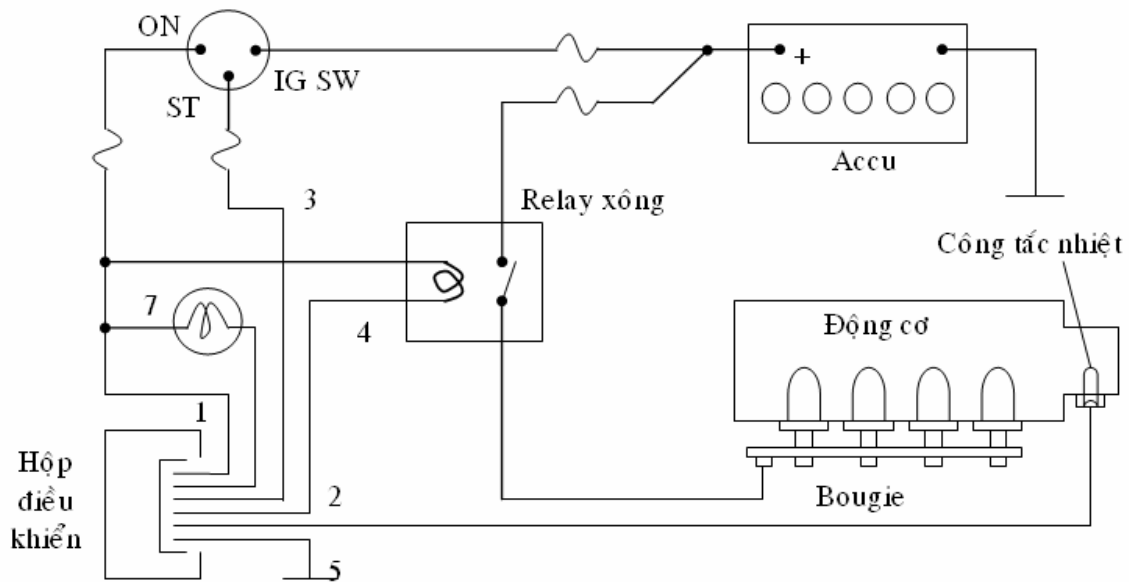 ON
IG SW
ST
+
Accu
3
Relay xông
Công tắc nhiệt
7
4
Động cơ
1
Hộp
điều
khiển
2
Bougie
5